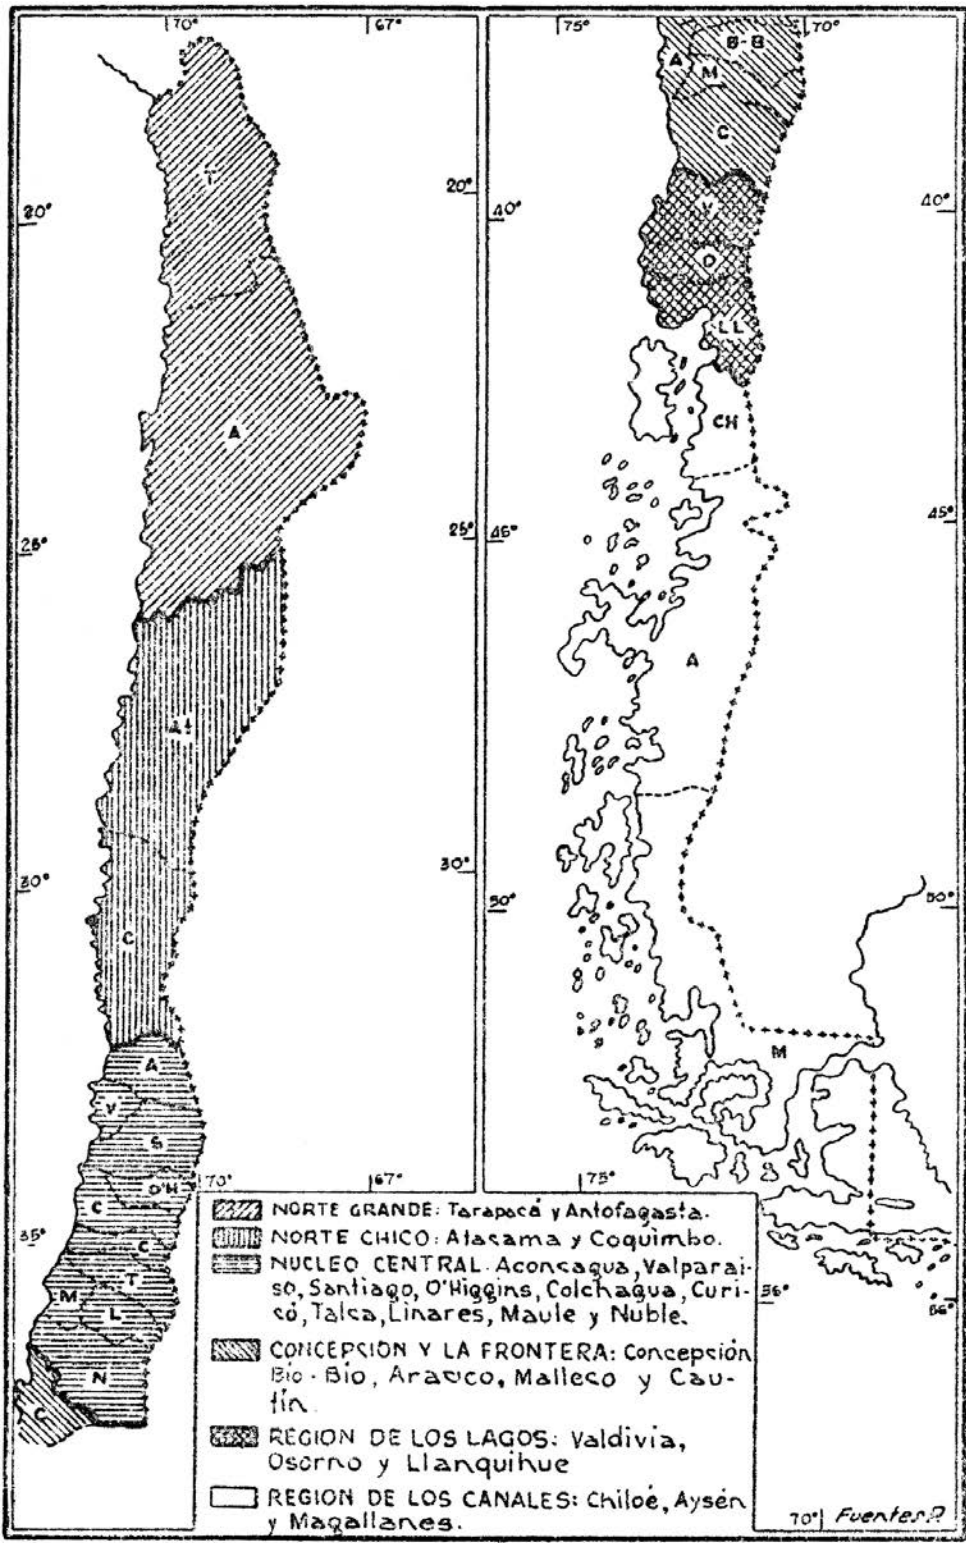 70°
67°
T
20°
20°
A
25°
25°
At
30°
30°
C
A
V
S
70°
67°
O'H
C
35°
C
T
M
L
N
C
75°
70°
B-B
A
M
C
40°
40°
V
O
LL
CH
45°
45°
A
50°
50°
M
75°
56°
56°
70°
Fuentes R
NORTE GRANDE: Tarapacá y Antofagasta.
NORTE CHICO: Atacama y Coquimbo.
NUCLEO CENTRAL. Aconcagua, Valparai-
so, Santiago, O'Higgins, Colchagua, Curi-
có, Talca, Linares, Maule y Nuble.
CONCEPCION Y LA FRONTERA: Concepción
Bio-Bio, Arauco, Malleco y Cau-
tín.
REGION DE LOS LAGOS: Valdivia,
Osorno y Llanquihue
REGION DE LOS CANALES: Chiloé, Aysén
y Magallanes.